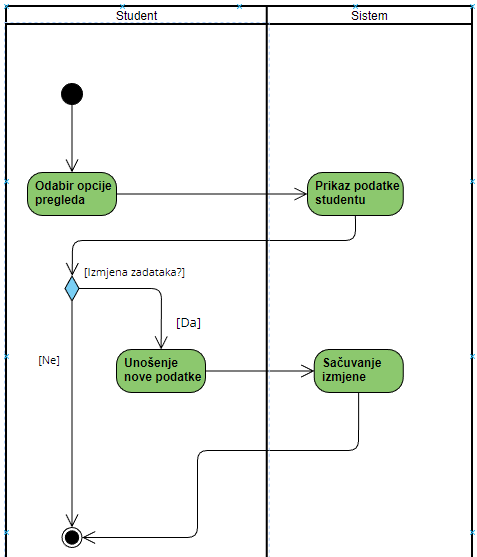 Student
Sistem
Odabir opcije
pregleda
Prikaz podatke
studentu
[Izmjena zadataka?]
[Da]
[Ne]
Unošenje
nove podatke
Sačuvanje
izmjene